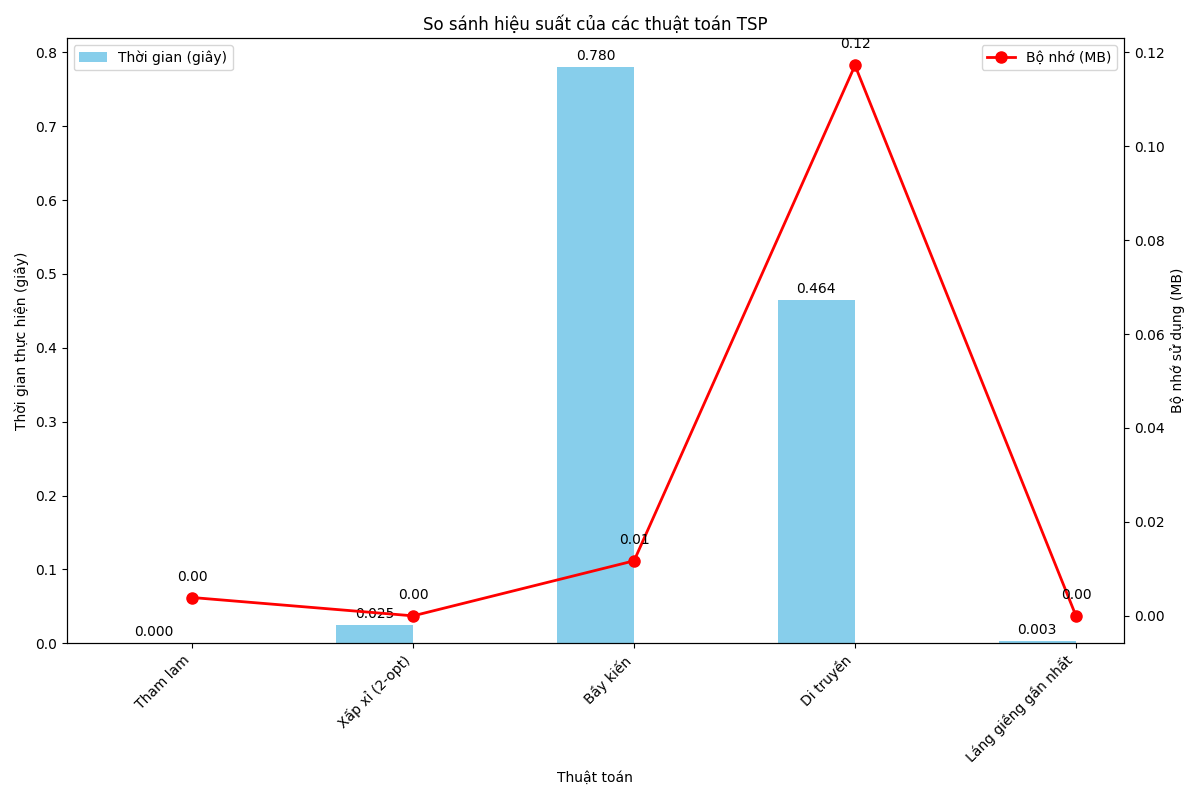 So sánh hiệu suất của các thuật toán TSP
Thời gian (giây)
Bộ nhớ (MB)
Thời gian thực hiện (giây)
0.8
0.7
0.6
0.5
0.4
0.3
0.2
0.1
0.0
0.000
0.025
0.780
0.464
0.003
0.00
0.00
0.01
0.12
0.00
0.12
0.10
0.08
0.06
0.04
0.02
0.00
Bộ nhớ sử dụng (MB)
Tham lam
Xấp xỉ (2-opt)
Bầy kiến
Di truyền
Láng giềng gần nhất
Thuật toán